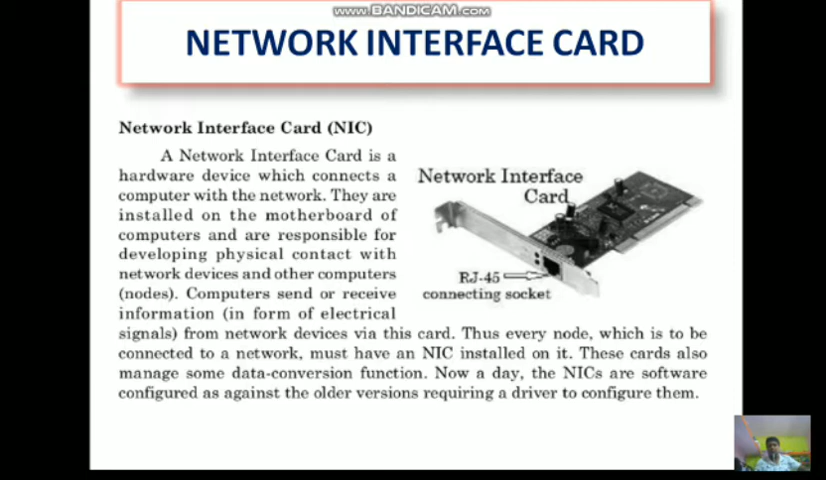 www.BANDICAM.com
NETWORK INTERFACE CARD
Network Interface Card (NIC)
A Network Interface Card is a
hardware device which connects a
computer with the network. They are
installed on the motherboard of
computers and are responsible for
developing physical contact with
network devices and other computers
(nodes). Computers send or receive
information (in form of electrical
signals) from network devices via this card. Thus every node, which is to be
connected to a network, must have an NIC installed on it. These cards also
manage some data-conversion function. Now a day, the NICs are software
configured as against the older versions requiring a driver to configure them.
Network Interface
Card
RJ-45
connecting socket